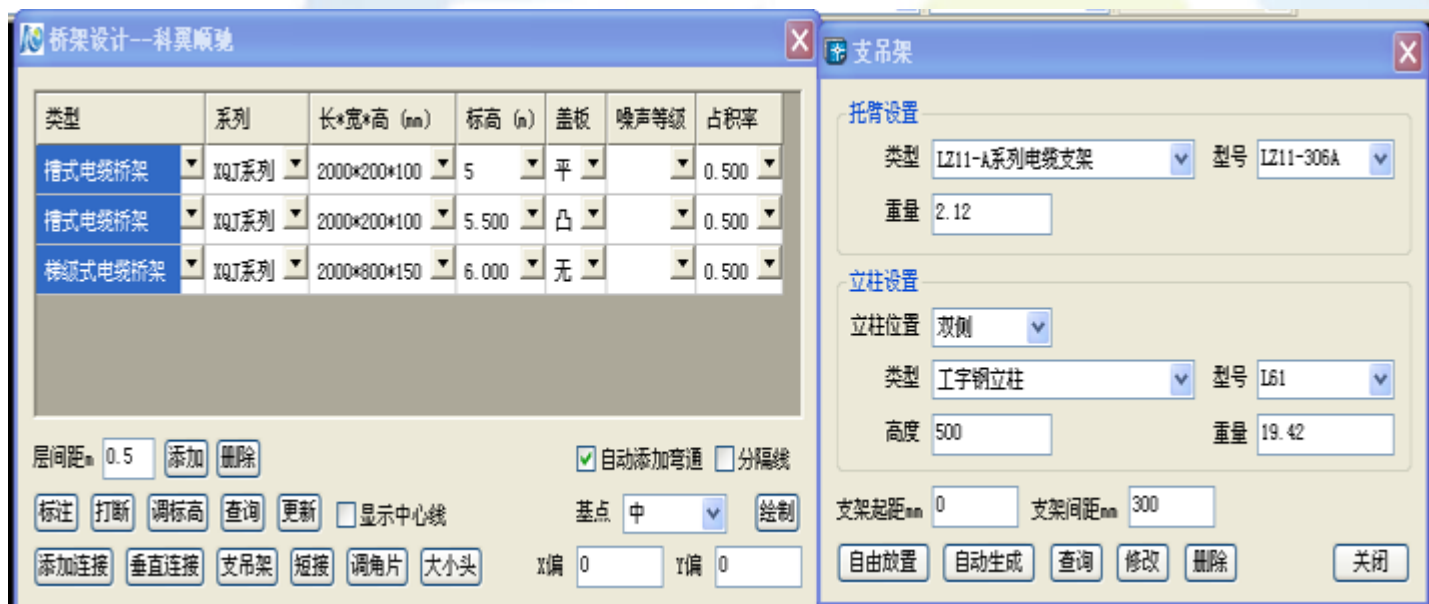 桥架设计--科翼顺驰
类型 系列 长*宽*高 (mm) 标高 (m) 盖板 噪声等级 占积率
槽式电缆桥架 XQJ系列 2000*200*100 5 平 0.500
槽式电缆桥架 XQJ系列 2000*200*100 5.500 凸 0.500
梯级式电缆桥架 XQJ系列 2000*800*150 6.000 无 0.500
层间距m 0.5 添加 删除 自动添加弯通 分隔线
标注 打断 调标高 查询 更新 显示中心线 基点 中 绘制
添加连接 垂直连接 支吊架 短接 调角片 大小头 X偏 0 Y偏 0
支吊架
托臂设置
类型 LZ11-A系列电缆支架 型号 LZ11-306A
重量 2.12
立柱设置
立柱位置 双侧
类型 工字钢立柱 型号 L61
高度 500 重量 19.42
支架起距mm 0 支架间距mm 300
自由放置 自动生成 查询 修改 删除 关闭